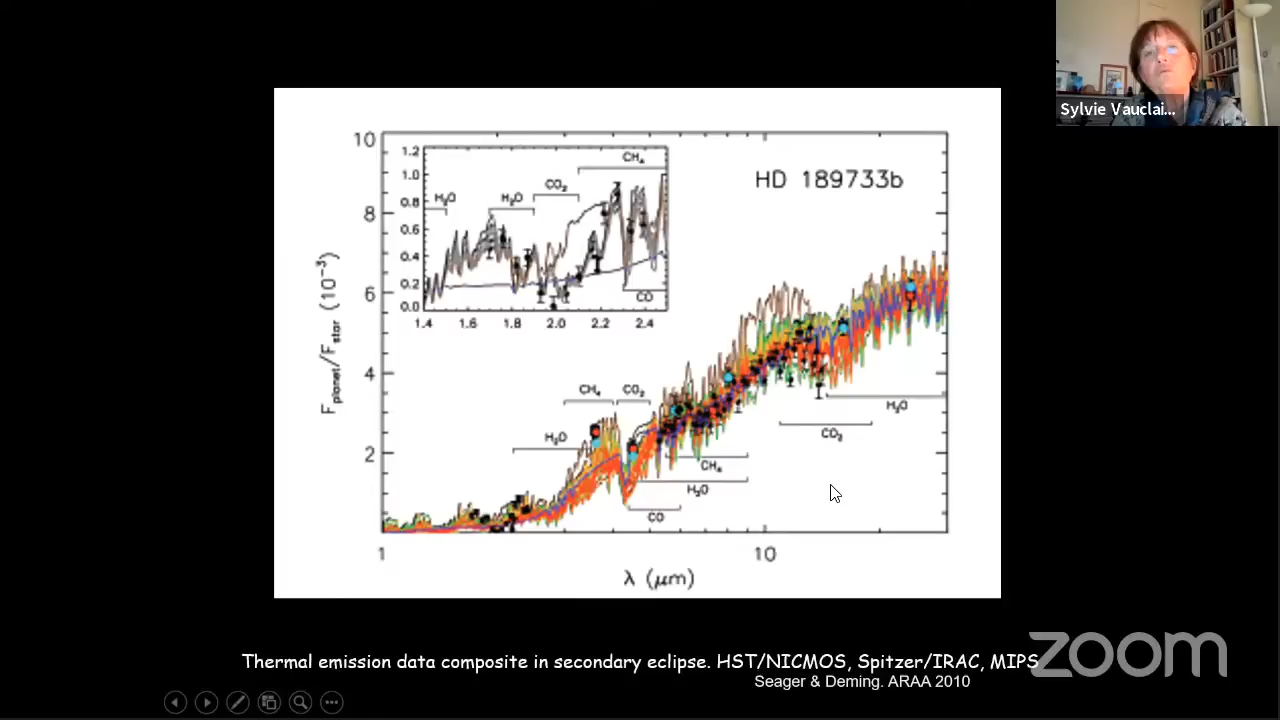 Sylvie Vauclai...
10
8
6
4
2
F_planet/F_star (10^-3)
HD 189733b
1.2
1.0
0.8
0.6
0.4
0.2
0.0
1.4
1.6
1.8
2.0
2.2
2.4
H₂O
H₂O
CO₂
CH₄
CO
CH₄
CO₂
H₂O
CH₄
H₂O
CO
H₂O
CO₂
1
10
λ (μm)
Thermal emission data composite in secondary eclipse. HST/NICMOS, Spitzer/IRAC, MIPS
Seager & Deming. ARAA 2010
zoom